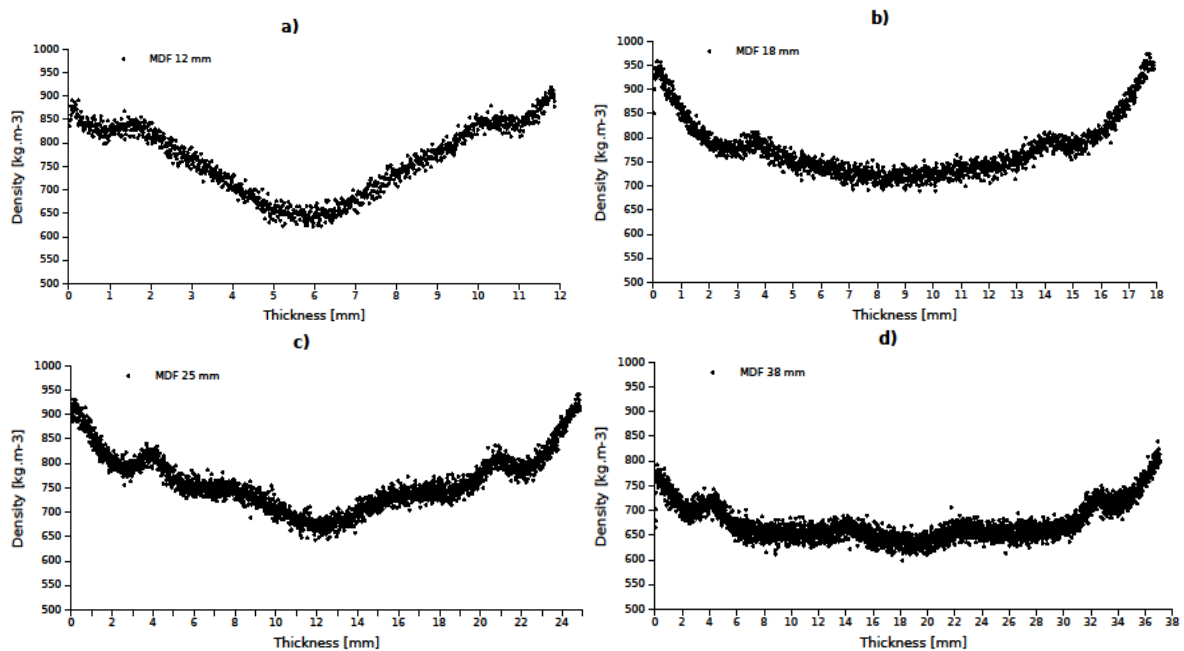 a)
MDF 12 mm
Density [kg.m-3]
1000
950
900
850
800
750
700
650
600
550
500
0 1 2 3 4 5 6 7 8 9 10 11 12
Thickness [mm]
b)
MDF 18 mm
Density [kg.m-3]
1000
950
900
850
800
750
700
650
600
550
500
0 1 2 3 4 5 6 7 8 9 10 11 12 13 14 15 16 17 18
Thickness [mm]
c)
MDF 25 mm
Density [kg.m-3]
1000
950
900
850
800
750
700
650
600
550
500
0 2 4 6 8 10 12 14 16 18 20 22 24
Thickness [mm]
d)
MDF 38 mm
Density [kg.m-3]
1000
950
900
850
800
750
700
650
600
550
500
0 2 4 6 8 10 12 14 16 18 20 22 24 26 28 30 32 34 36 38
Thickness [mm]